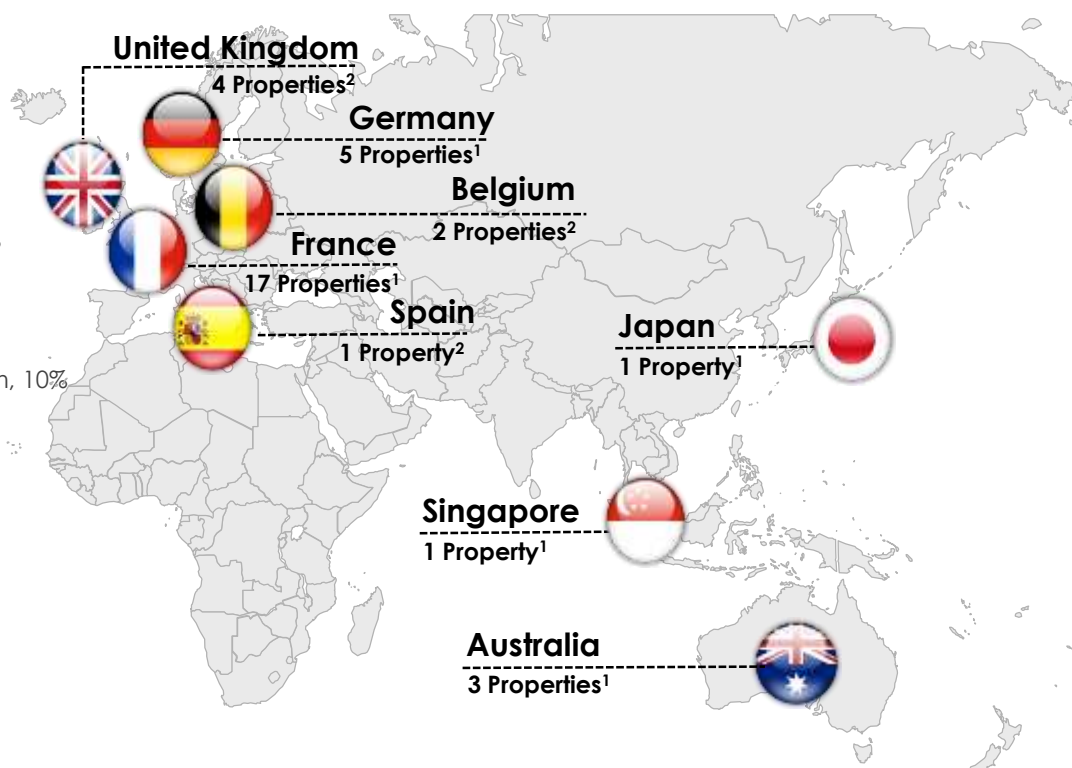 United Kingdom
4 Properties²
Germany
5 Properties¹
Belgium
2 Properties²
France
17 Properties¹
Spain
1 Property²
Japan
1 Property¹
, 10%
Singapore
1 Property¹
Australia
3 Properties¹